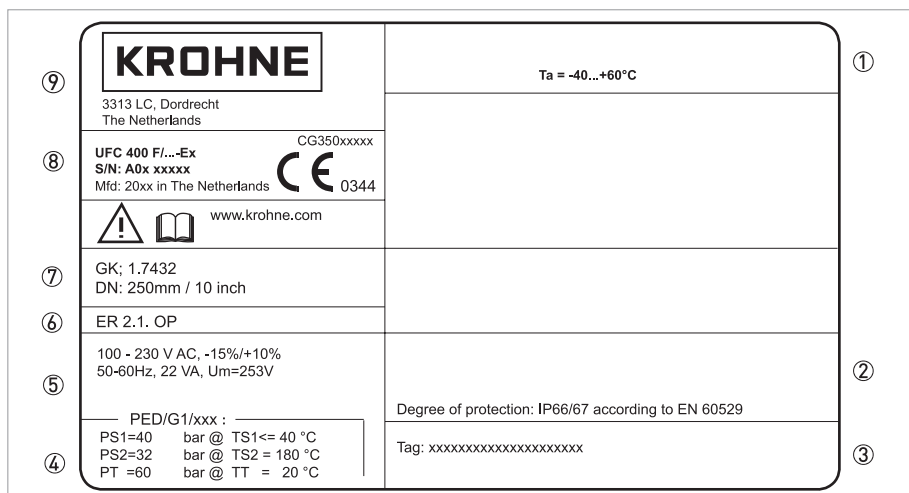 KROHNE
3313 LC, Dordrecht
The Netherlands
CG350xxxxx
UFC 400 F/...-Ex
S/N: A0x xxxxx
Mfd: 20xx in The Netherlands
CE 0344
www.krohne.com
GK; 1.7432
DN: 250mm / 10 inch
ER 2.1. OP
100 - 230 V AC, -15%/+10%
50-60Hz, 22 VA, Um=253V
PED/G1/xxx :
PS1=40 bar @ TS1<= 40 °C
PS2=32 bar @ TS2 = 180 °C
PT =60 bar @ TT = 20 °C
Ta = -40...+60°C
Degree of protection: IP66/67 according to EN 60529
Tag: xxxxxxxxxxxxxxxxxxxxx
⑨
⑧
⑦
⑥
⑤
④
①
②
③